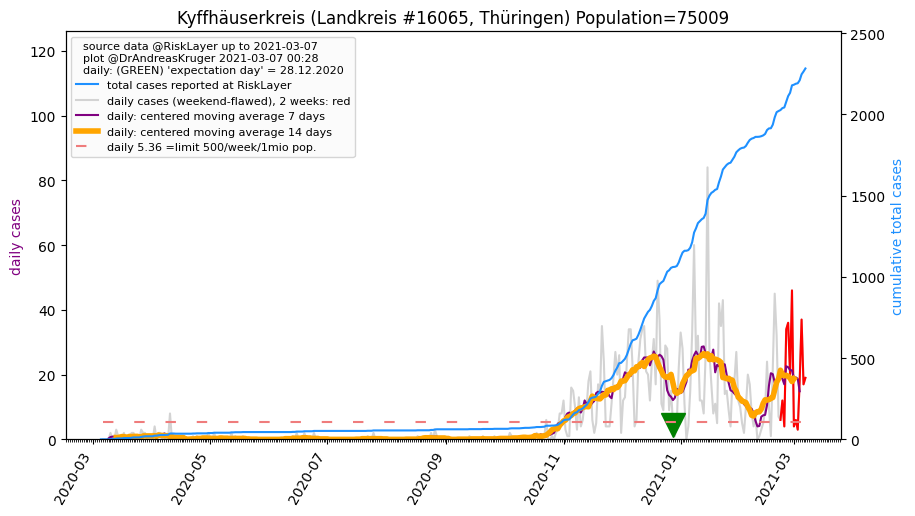 Kyffhäuserkreis (Landkreis #16065, Thüringen) Population=75009
source data @RiskLayer up to 2021-03-07
plot @DrAndreasKruger 2021-03-07 00:28
daily: (GREEN) 'expectation day' = 28.12.2020
total cases reported at RiskLayer
daily cases (weekend-flawed), 2 weeks: red
daily: centered moving average 7 days
daily: centered moving average 14 days
daily 5.36 =limit 500/week/1mio pop.
daily cases
120
100
80
60
40
20
0
cumulative total cases
2500
2000
1500
1000
500
0
2020-03
2020-05
2020-07
2020-09
2020-11
2021-01
2021-03